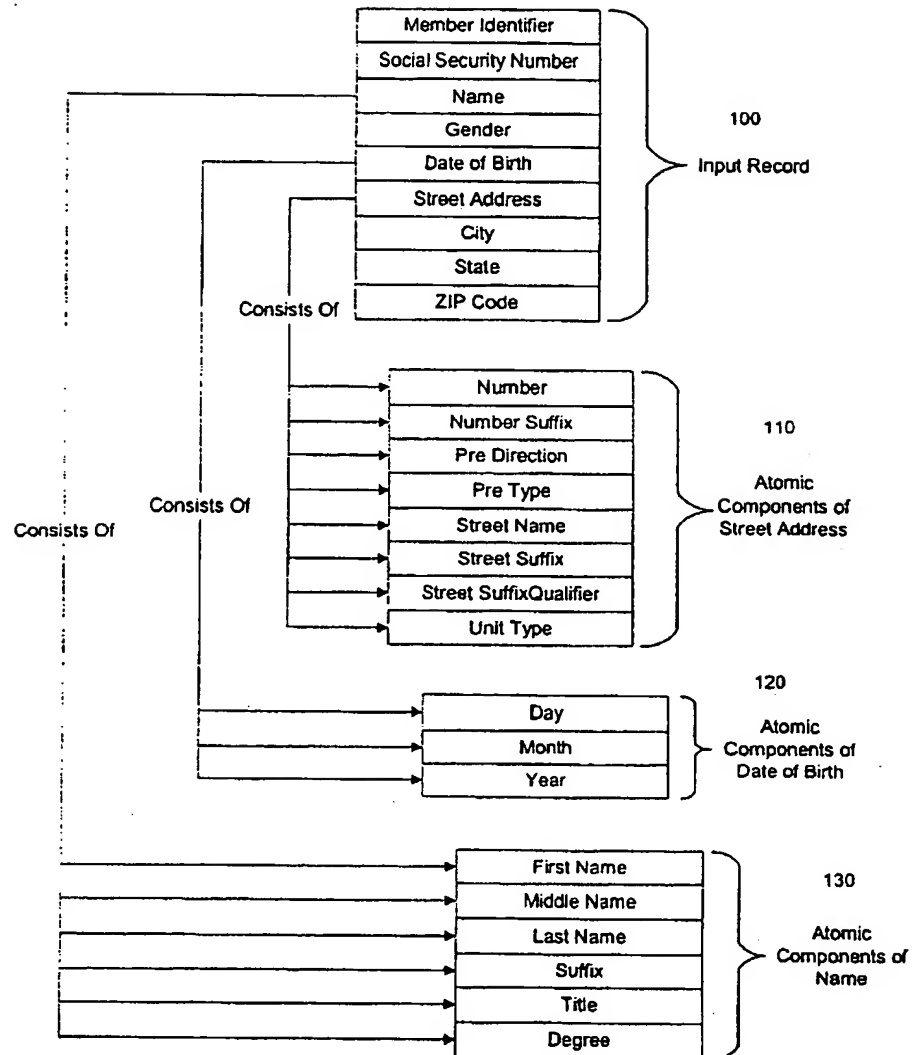 Member Identifier
Social Security Number
Name
Gender
Date of Birth
Street Address
City
State
ZIP Code
100
Input Record
Consists Of
Number
Number Suffix
Pre Direction
Pre Type
Street Name
Street Suffix
Street SuffixQualifier
Unit Type
110
Atomic
Components of
Street Address
Consists Of
Consists Of
Day
Month
Year
120
Atomic
Components of
Date of Birth
First Name
Middle Name
Last Name
Suffix
Title
Degree
130
Atomic
Components of
Name